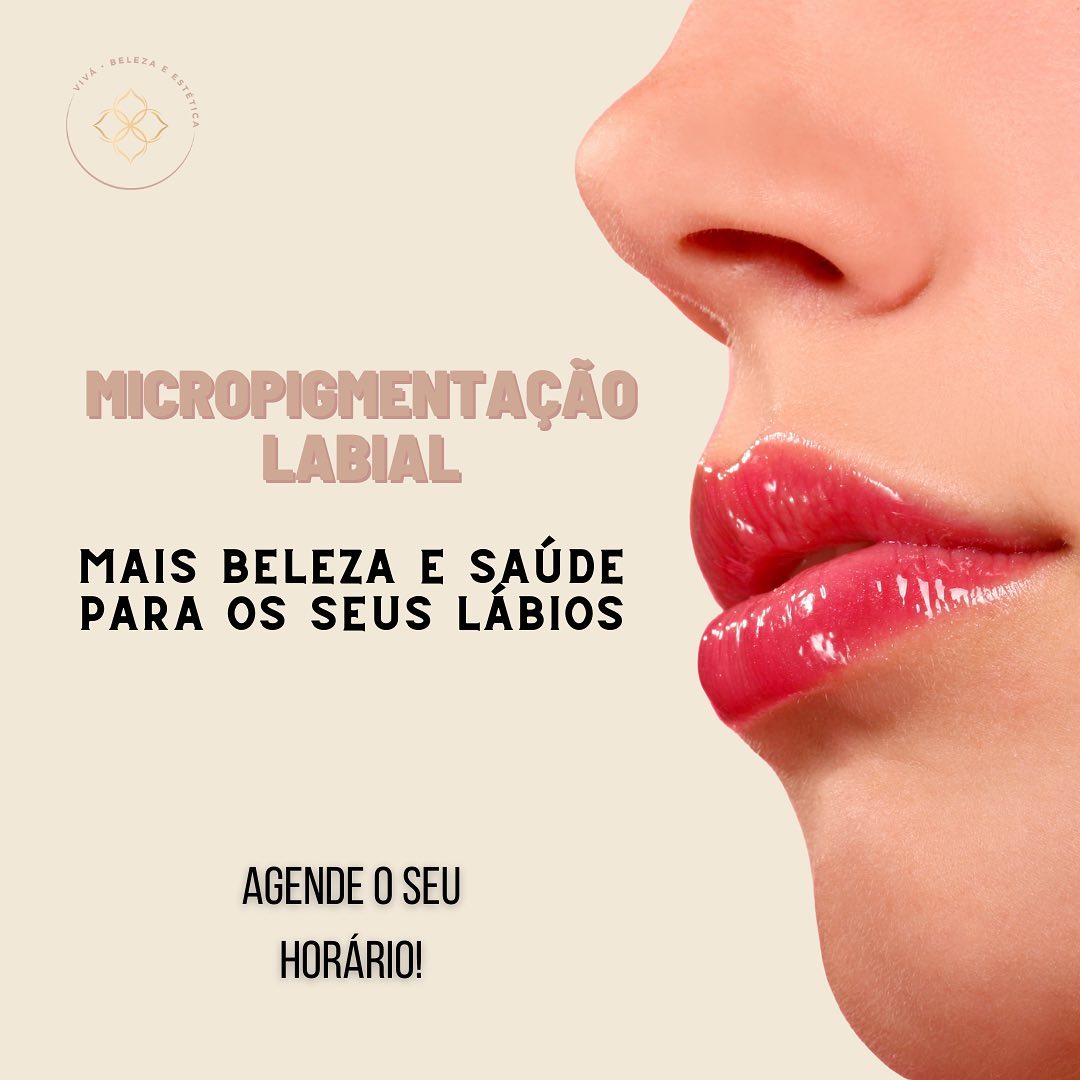 VIVÁ · BELEZA E ESTÉTICA
MICROPIGMENTAÇÃO
LABIAL
MAIS BELEZA E SAÚDE
PARA OS SEUS LÁBIOS
AGENDE O SEU
HORÁRIO!